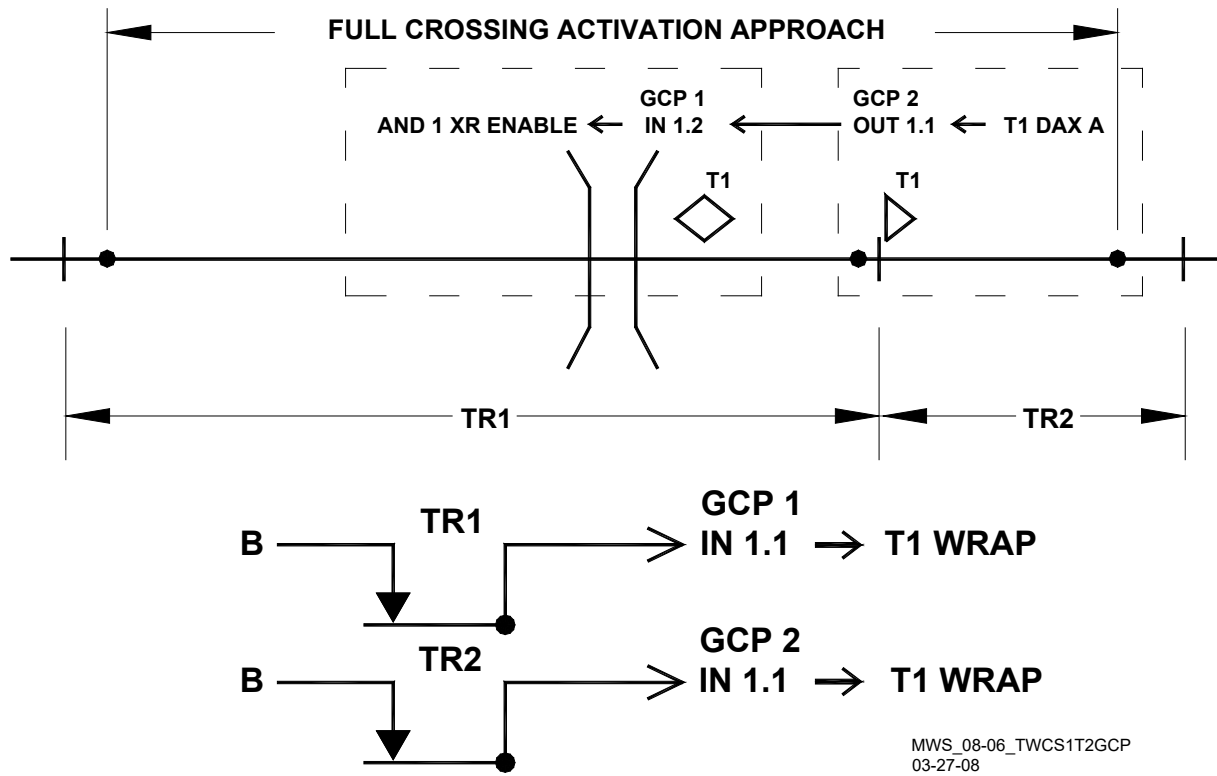 FULL CROSSING ACTIVATION APPROACH
GCP 1
GCP 2
AND 1 XR ENABLE
IN 1.2
OUT 1.1
T1 DAX A
T1
T1
TR1
TR2
GCP 1
TR1
B
IN 1.1
T1 WRAP
GCP 2
TR2
B
IN 1.1
T1 WRAP
MWS_08-06_TWCS1T2GCP
03-27-08